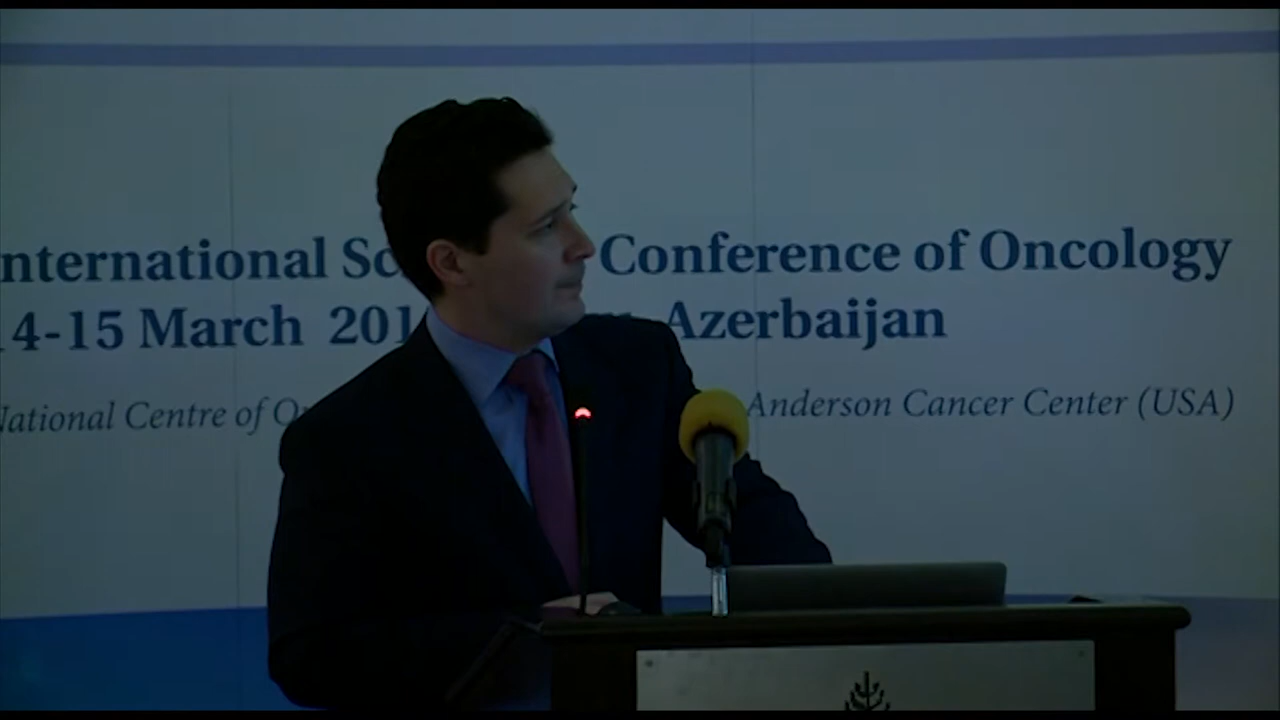 nternational Sc Conference of Oncology
4-15 March 201 Azerbaijan
National Centre of O Anderson Cancer Center (USA)